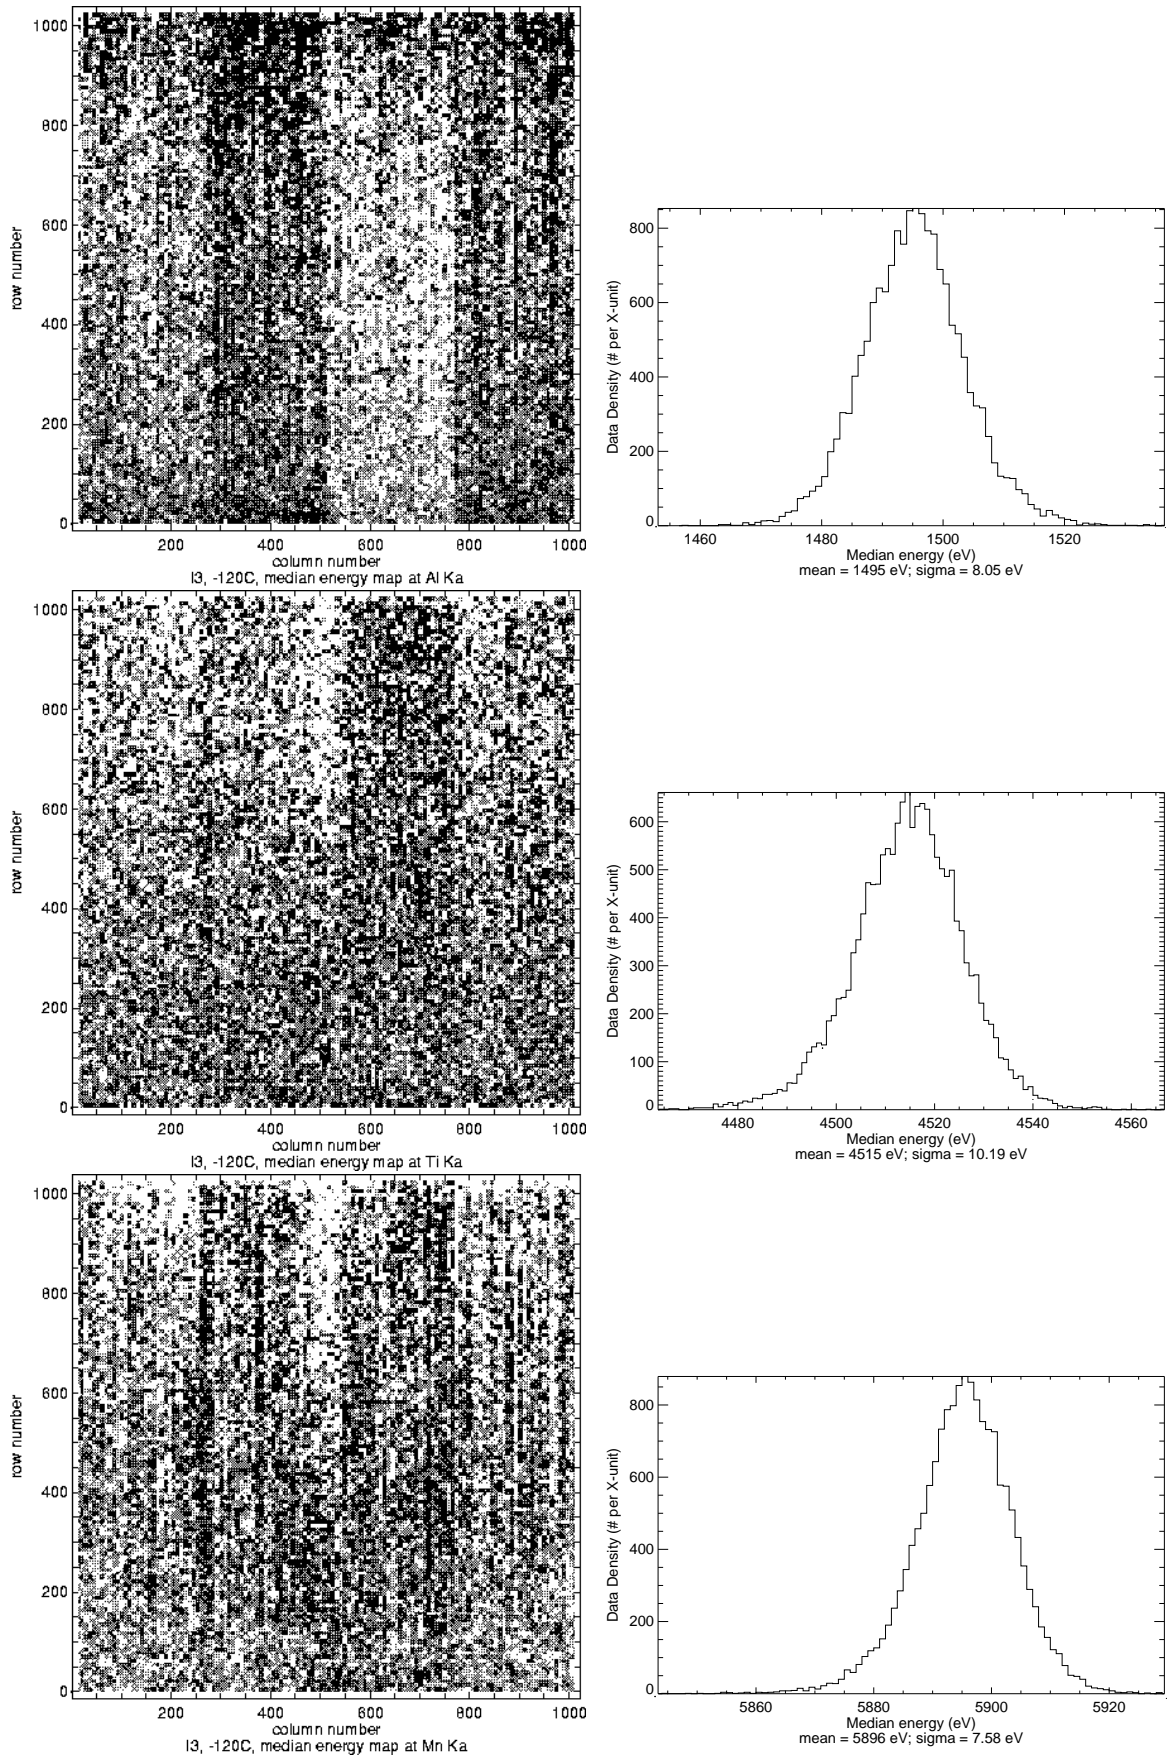 1000
800
600
400
200
0
row number
200 400 600 800 1000
column number
I3, -120C, median energy map at Al Ka
800
600
400
200
0
Data Density (# per X-unit)
1460 1480 1500 1520
Median energy (eV)
mean = 1495 eV; sigma = 8.05 eV
1000
800
600
400
200
0
row number
200 400 600 800 1000
column number
I3, -120C, median energy map at Ti Ka
600
500
400
300
200
100
0
Data Density (# per X-unit)
4480 4500 4520 4540 4560
Median energy (eV)
mean = 4515 eV; sigma = 10.19 eV
1000
800
600
400
200
0
row number
200 400 600 800 1000
column number
I3, -120C, median energy map at Mn Ka
800
600
400
200
0
Data Density (# per X-unit)
5860 5880 5900 5920
Median energy (eV)
mean = 5896 eV; sigma = 7.58 eV